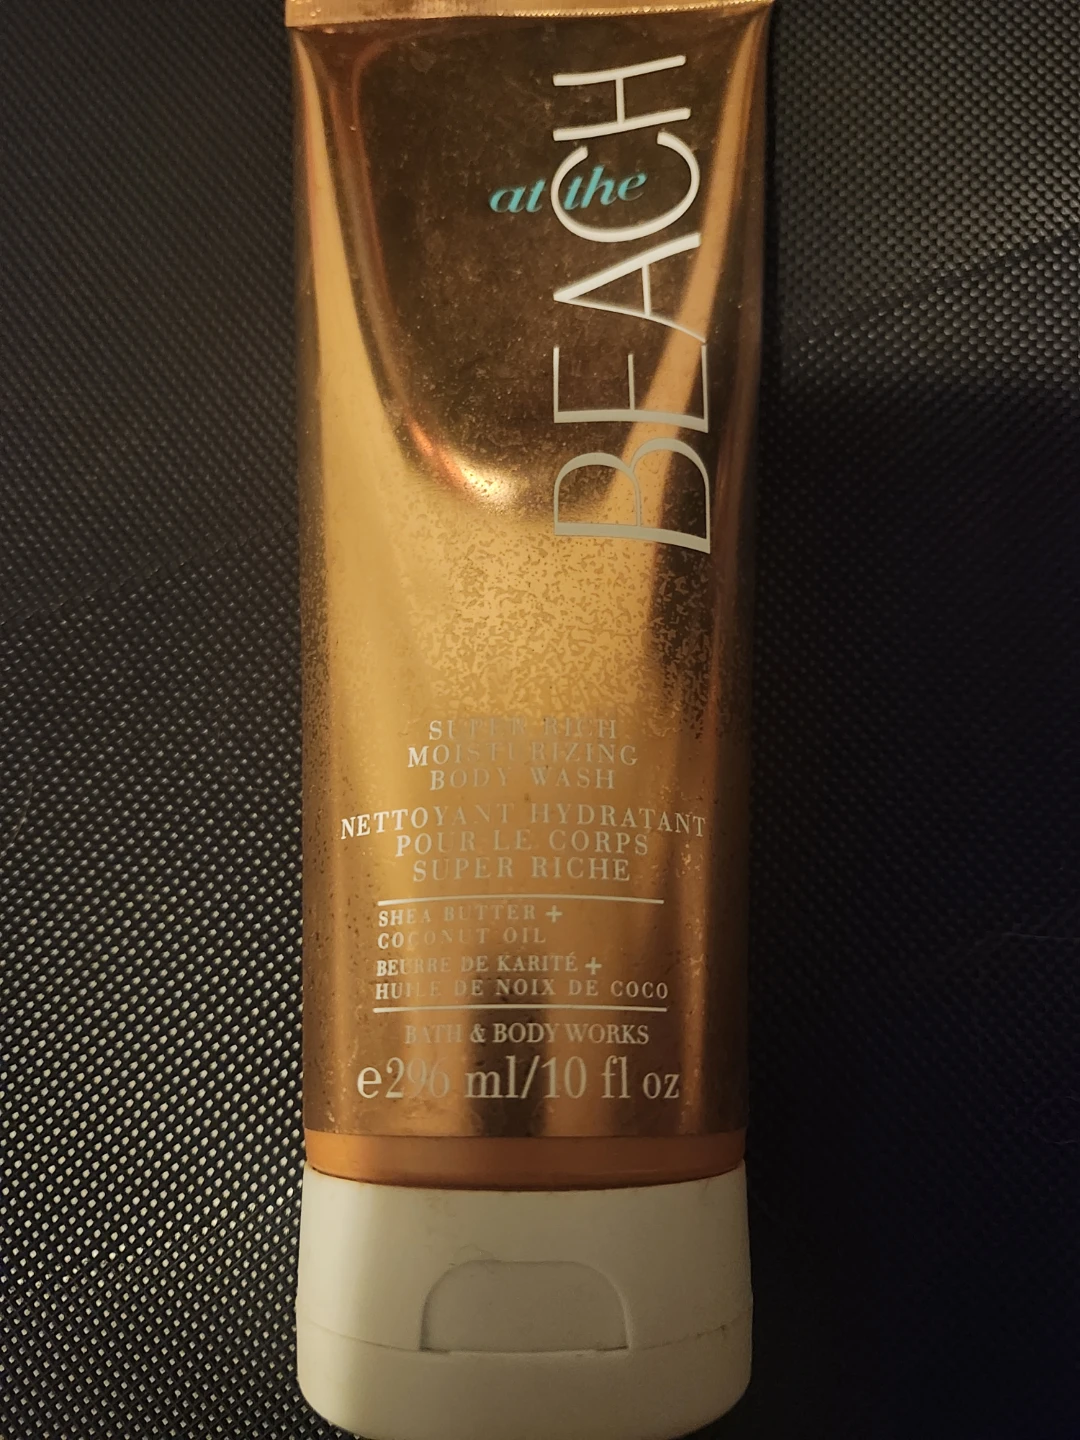 at the
BEACH
SUPER RICH
MOISTURIZING
BODY WASH
NETTOYANT HYDRATANT
POUR LE CORPS
SUPER RICHE
SHEA BUTTER +
COCONUT OIL
BEURRE DE KARITÉ +
HUILE DE NOIX DE COCO
BATH & BODY WORKS
℮296 ml/10 fl oz